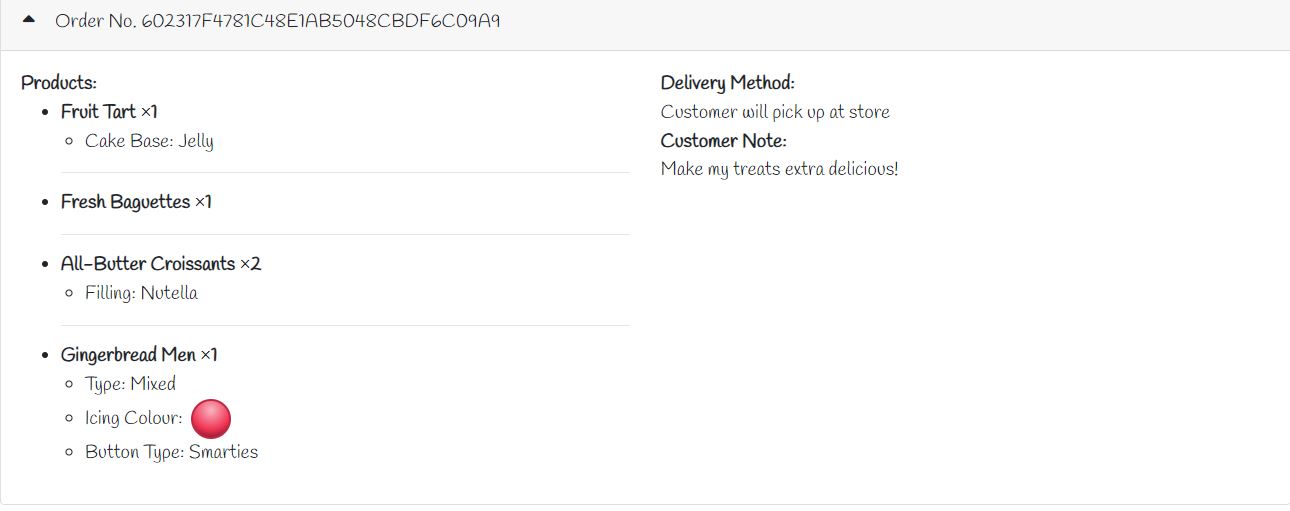 Order No. 602317F4781C48E1AB5048CBDF6C09A9
Products:
Fruit Tart ×1
Cake Base: Jelly
Fresh Baguettes ×1
All-Butter Croissants ×2
Filling: Nutella
Gingerbread Men ×1
Type: Mixed
Icing Colour:
Button Type: Smarties
Delivery Method:
Customer will pick up at store
Customer Note:
Make my treats extra delicious!